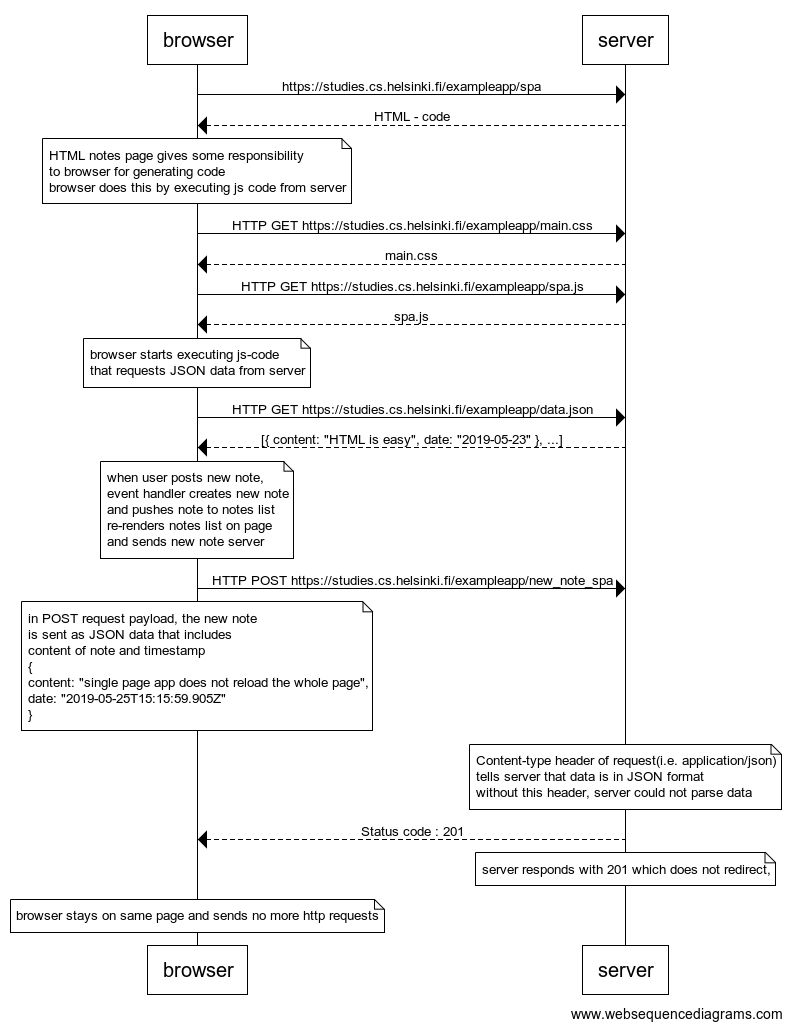 browser
server
https://studies.cs.helsinki.fi/exampleapp/spa
HTML - code
HTML notes page gives some responsibility
to browser for generating code
browser does this by executing js code from server
HTTP GET https://studies.cs.helsinki.fi/exampleapp/main.css
main.css
HTTP GET https://studies.cs.helsinki.fi/exampleapp/spa.js
spa.js
browser starts executing js-code
that requests JSON data from server
HTTP GET https://studies.cs.helsinki.fi/exampleapp/data.json
[{ content: "HTML is easy", date: "2019-05-23" }, ...]
when user posts new note,
event handler creates new note
and pushes note to notes list
re-renders notes list on page
and sends new note server
HTTP POST https://studies.cs.helsinki.fi/exampleapp/new_note_spa
in POST request payload, the new note
is sent as JSON data that includes
content of note and timestamp
{
content: "single page app does not reload the whole page",
date: "2019-05-25T15:15:59.905Z"
}
Content-type header of request(i.e. application/json)
tells server that data is in JSON format
without this header, server could not parse data
Status code : 201
server responds with 201 which does not redirect,
browser stays on same page and sends no more http requests
browser
server
www.websequencediagrams.com